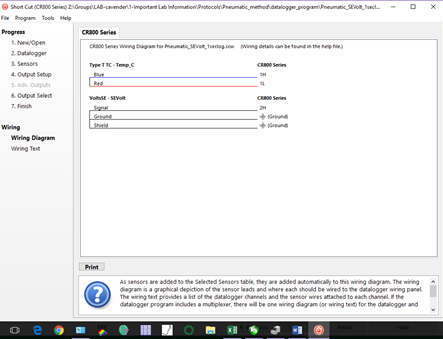 Short Cut (CR800 Series) Z:\Groups\LAB-cavender\1-Important Lab Information\Protocols\Pneumatic_method\datalogger_program\Pneumatic_SEVolt_1seclog.scw
File Program Tools Help
Progress
1. New/Open
2. Datalogger
3. Sensors
4. Output Setup
5. Adv. Outputs
6. Output Select
7. Finish
Wiring
Wiring Diagram
Wiring Text
CR800 Series
CR800 Series Wiring Diagram for Pneumatic_SEVolt_1seclog.scw (Wiring details can be found in the help file.)
Type T TC - Temp_C CR800 Series
Blue 1H
Red 1L
VoltsSE - SEVolt CR800 Series
Signal 2H
Ground (Ground)
Shield (Ground)
Print
As sensors are added to the Selected Sensors table, they are added automatically to this wiring diagram. The wiring
diagram is a graphical depiction of the sensor leads and where each should be wired to the datalogger wiring panel.
The wiring text provides a list of the datalogger channels and the sensor wires attached to each channel. If the
datalogger program includes a multiplexer, there will be one wiring diagram (or wiring text) for the datalogger and
Finish Help